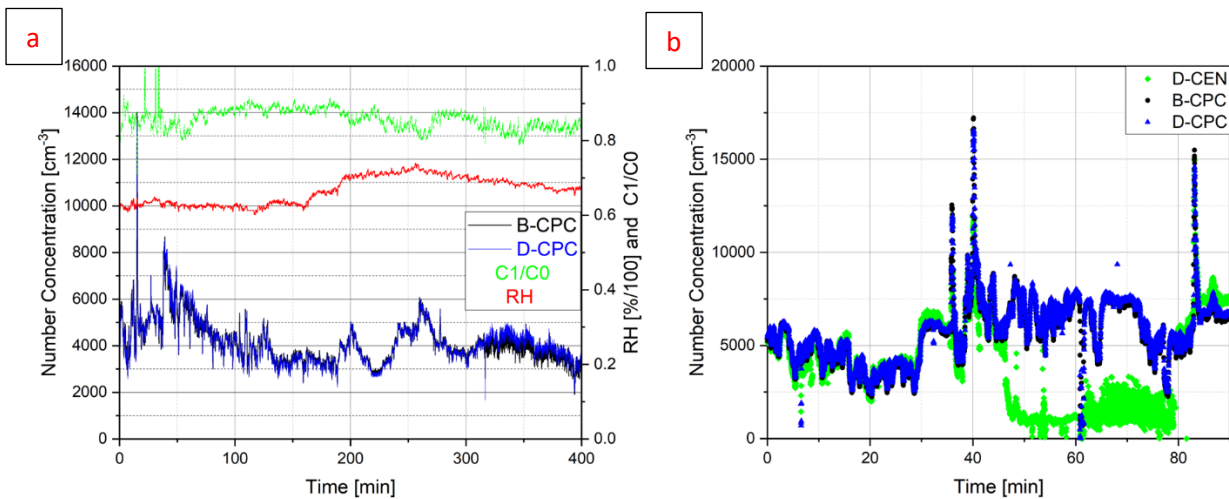 a
16000
14000
12000
10000
8000
6000
4000
2000
0
Number Concentration [cm-3]
1.0
0.8
0.6
0.4
0.2
0.0
RH [%/100] and C1/C0
B-CPC
D-CPC
C1/C0
RH
0 100 200 300 400
Time [min]
b
20000
15000
10000
5000
0
Number Concentration [cm-3]
D-CEN
B-CPC
D-CPC
0 20 40 60 80
Time [min]